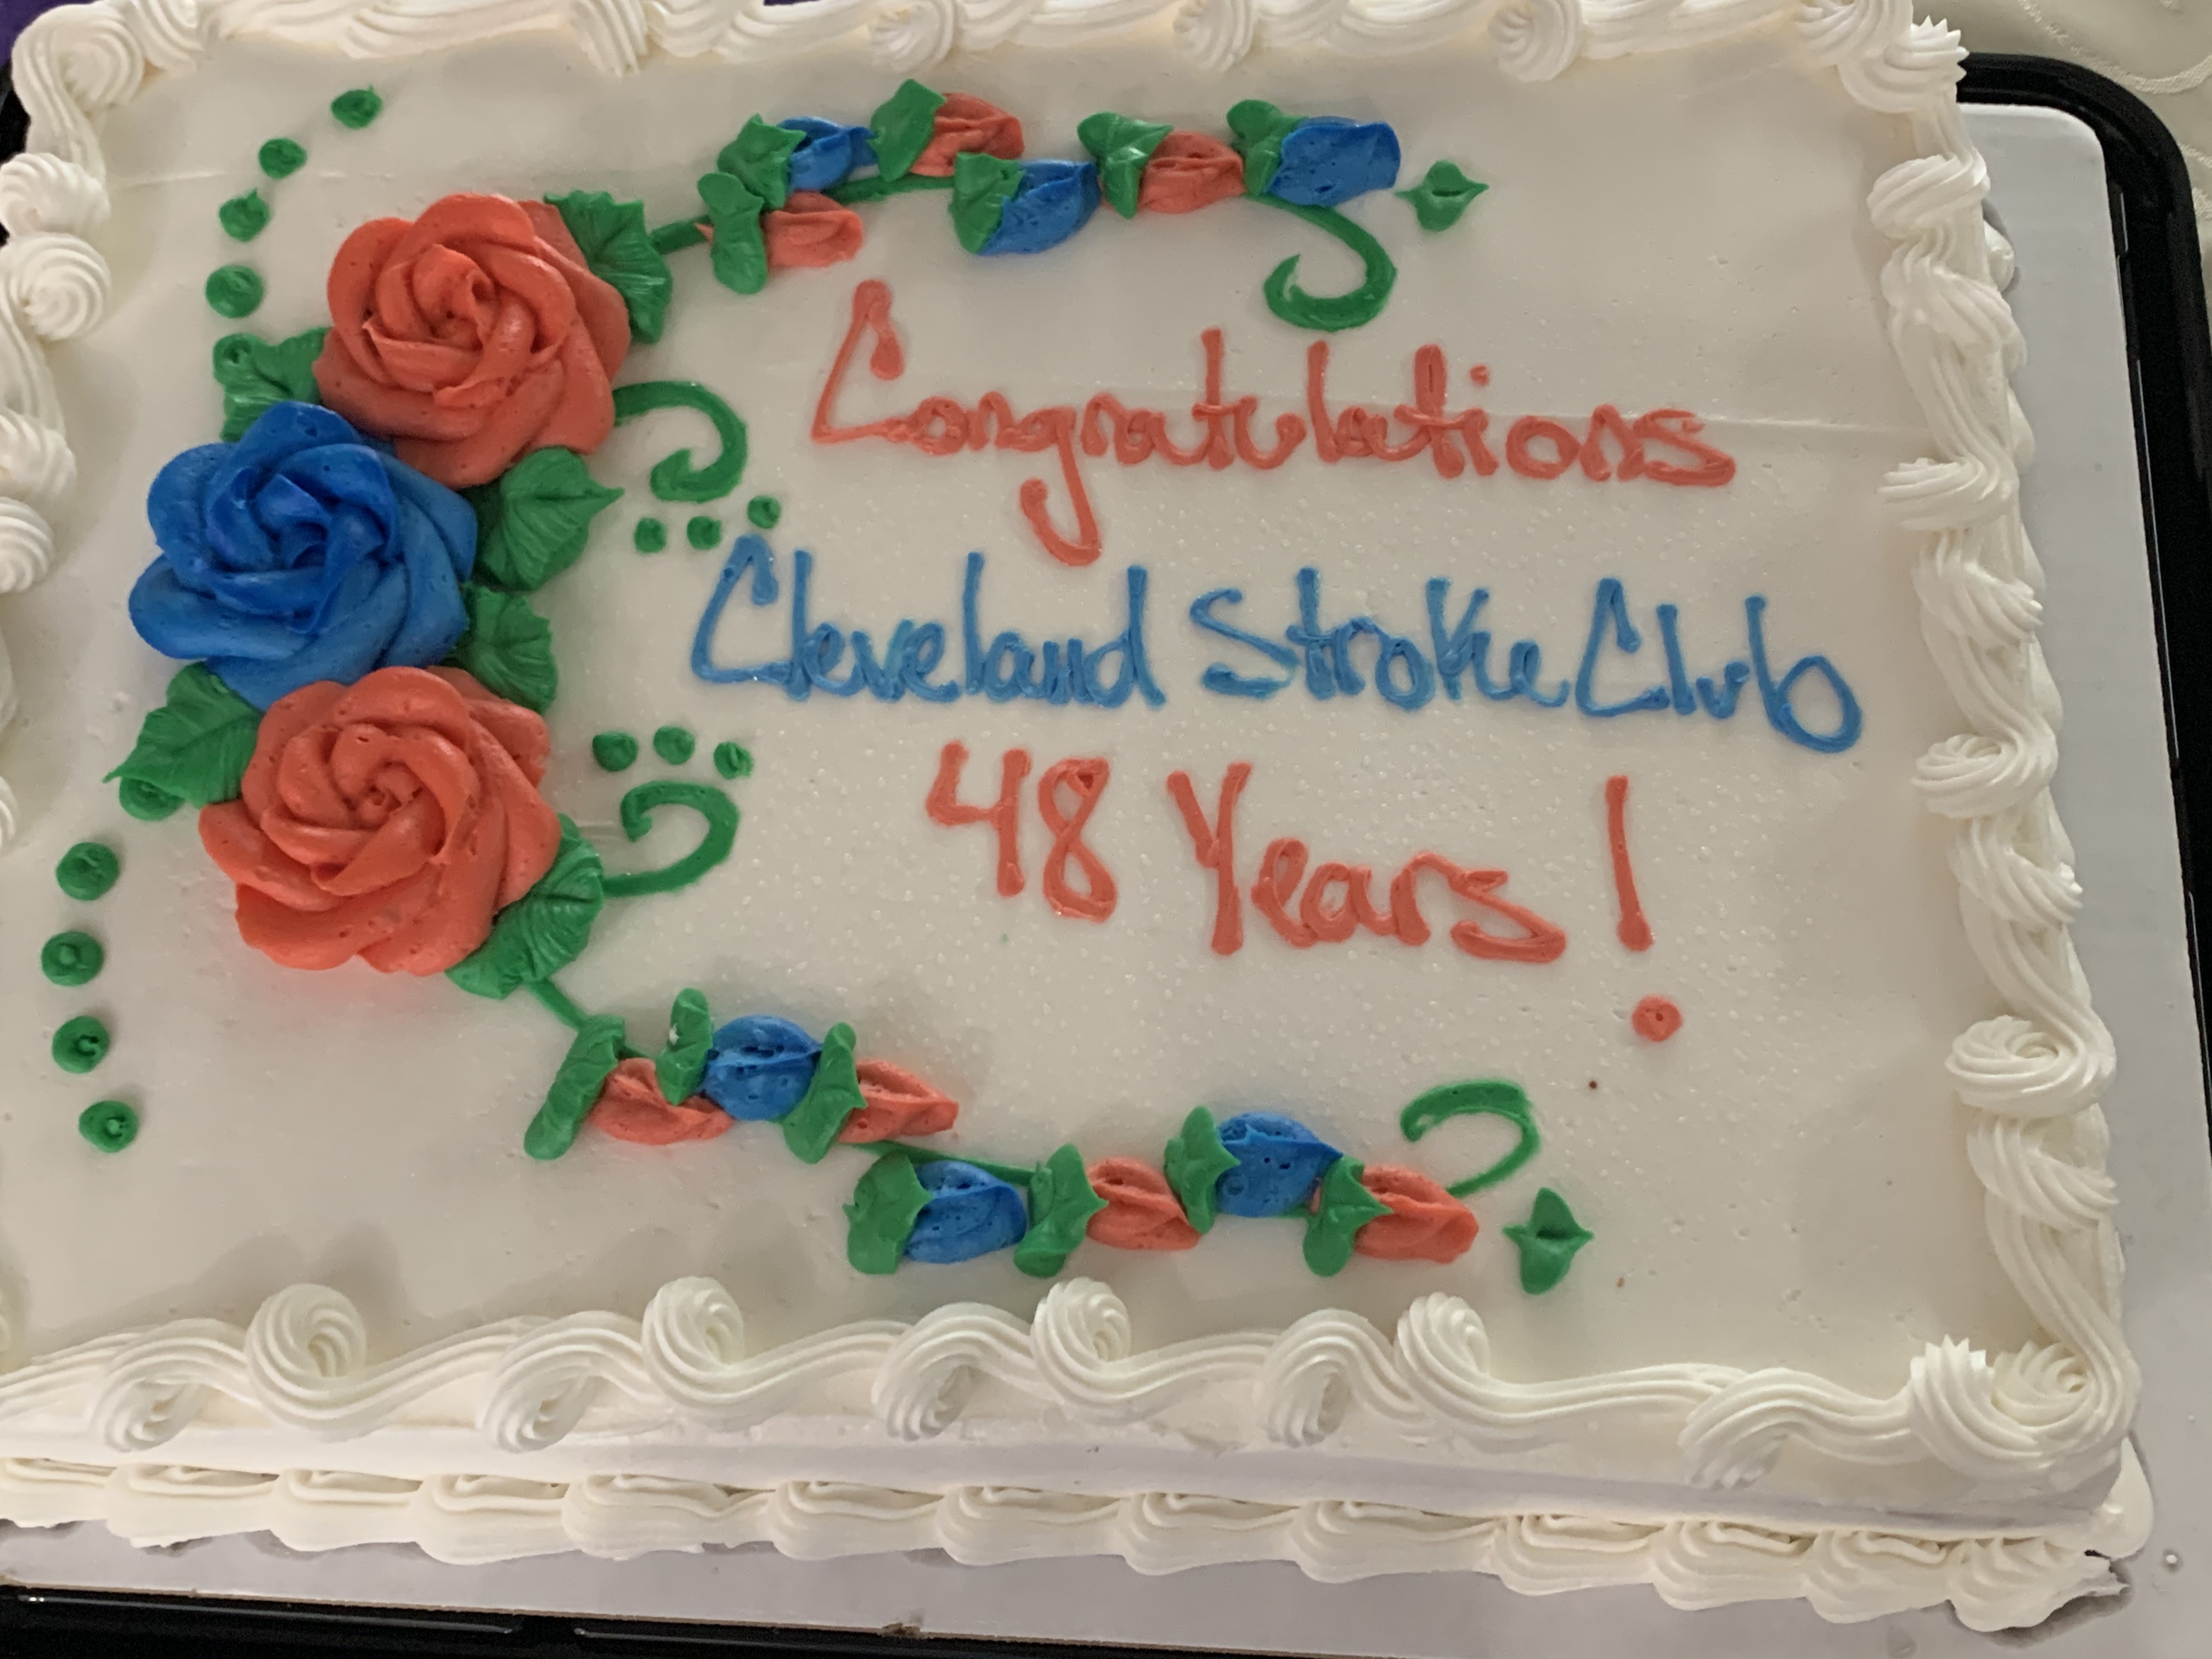 Congratulations
Cleveland Stroke Club
48 Years!